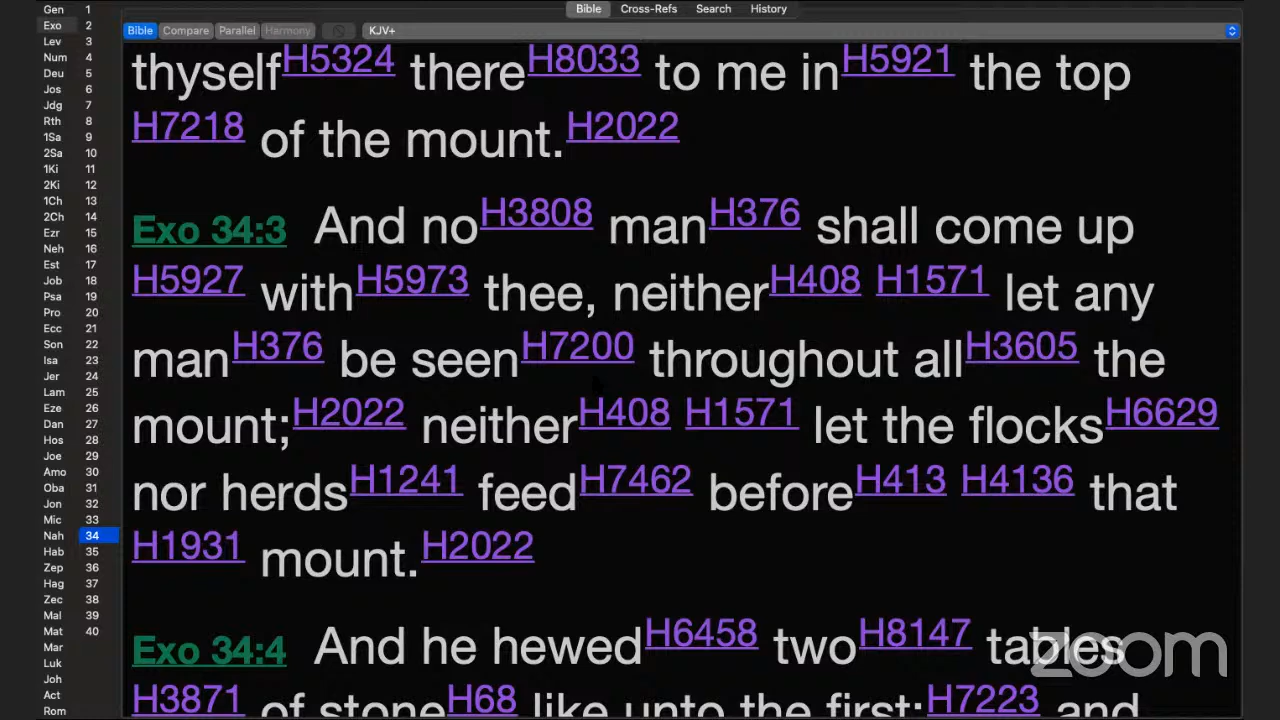 Bible Cross-Refs Search History
Bible Compare Parallel Harmony KJV+
Gen 1
Exo 2
Lev 3
Num 4
Deu 5
Jos 6
Jdg 7
Rth 8
1Sa 9
2Sa 10
1Ki 11
2Ki 12
1Ch 13
2Ch 14
Ezr 15
Neh 16
Est 17
Job 18
Psa 19
Pro 20
Ecc 21
Son 22
Isa 23
Jer 24
Lam 25
Eze 26
Dan 27
Hos 28
Joe 29
Amo 30
Oba 31
Jon 32
Mic 33
Nah 34
Hab 35
Zep 36
Hag 37
Zec 38
Mal 39
Mat 40
Mar
Luk
Joh
Act
Rom
thyselfH5324 thereH8033 to me inH5921 the top
H7218 of the mount.H2022
Exo 34:3 And noH3808 manH376 shall come up
H5927 withH5973 thee, neitherH408 H1571 let any
manH376 be seenH7200 throughout allH3605 the
mount;H2022 neitherH408 H1571 let the flocksH6629
nor herdsH1241 feedH7462 beforeH413 H4136 that
H1931 mount.H2022
Exo 34:4 And he hewedH6458 twoH8147 tables
H3871 of stoneH68 like unto the first;H7223 and
zoom